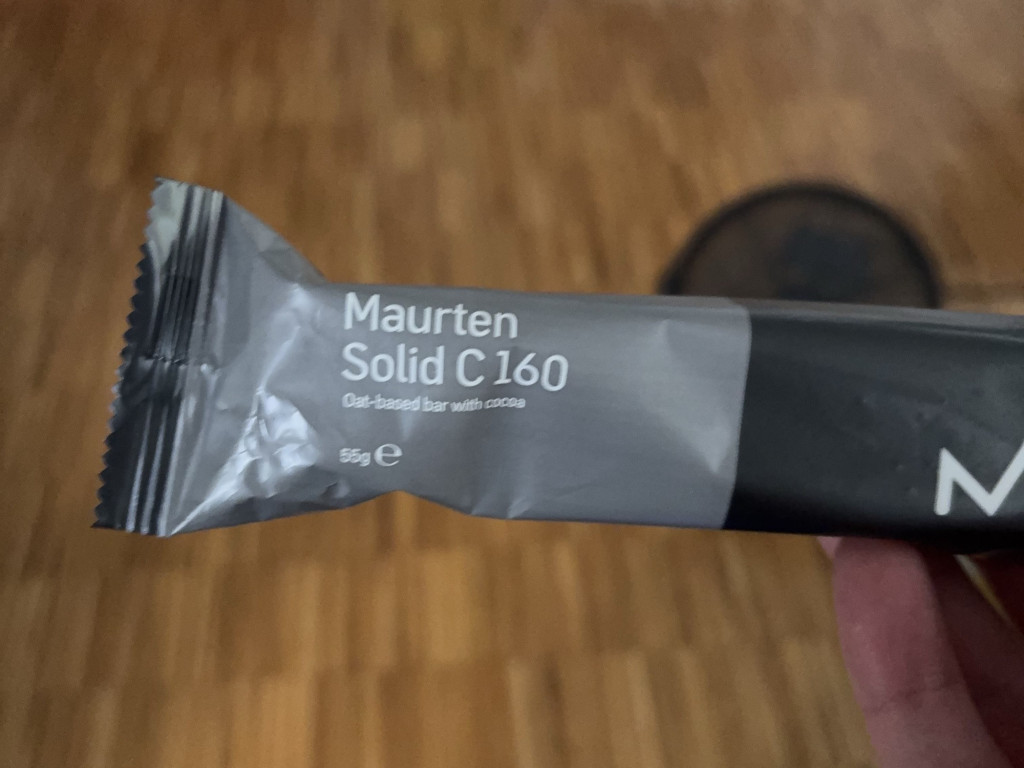 Maurten
Solid C 160
Oat-based bar with cocoa
55g ℮
M